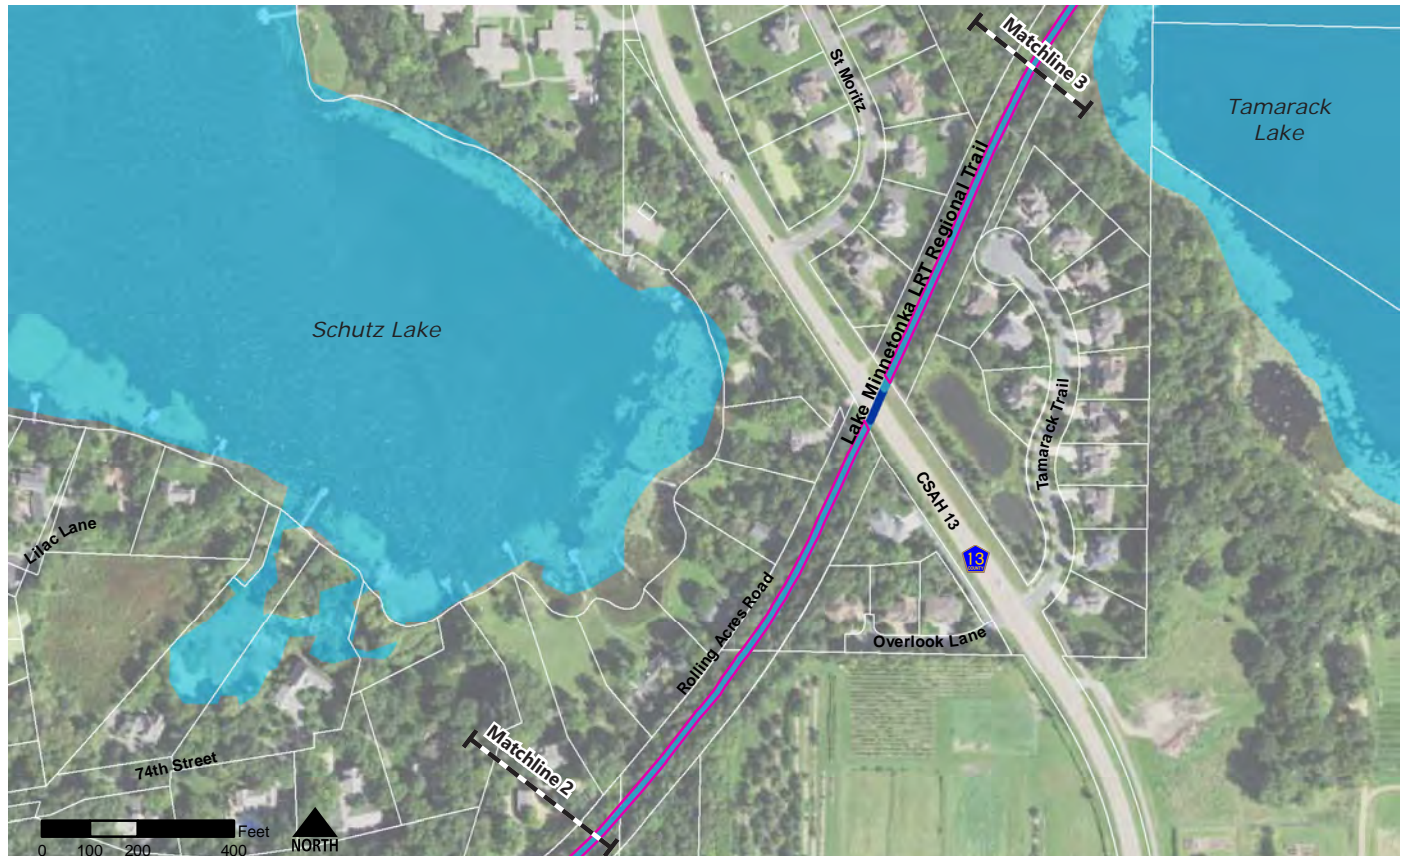 Matchline 3
St Moritz
Tamarack
Lake
Lake Minnetonka LRT Regional Trail
Schutz Lake
Tamarack Trail
CSAH 13
13
COUNTY
Lilac Lane
Rolling Acres Road
Overlook Lane
Matchline 2
74th Street
Feet
0 100 200 400
NORTH